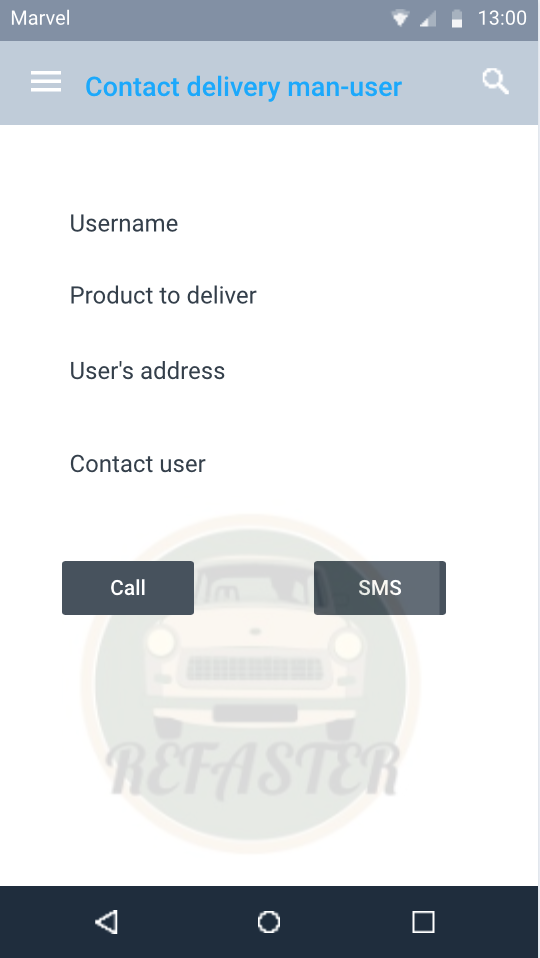 Marvel 13:00
Contact delivery man-user
Username
Product to deliver
User's address
Contact user
Call SMS
REFASTER